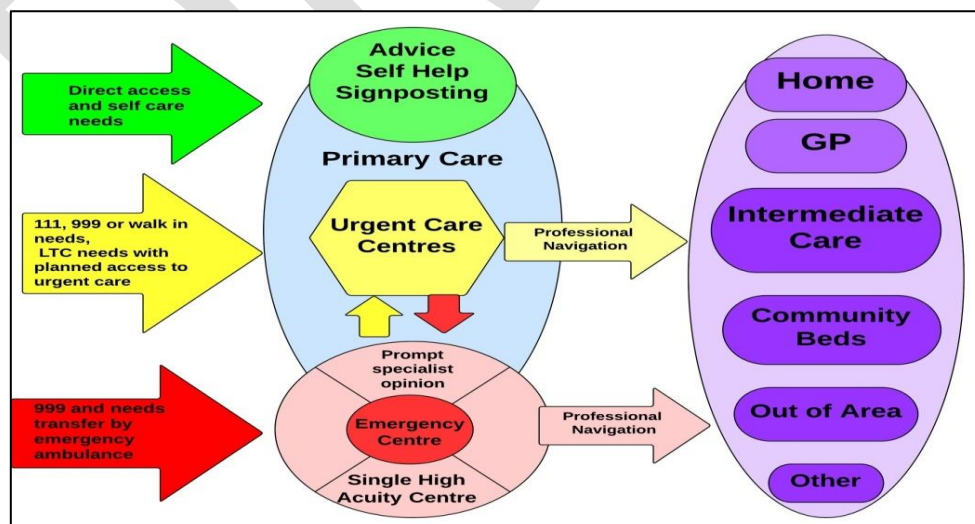 Direct access
and self care
needs
Advice
Self Help
Signposting
Primary Care
111, 999 or walk in
needs,
LTC needs with
planned access to
urgent care
Urgent Care
Centres
Professional
Navigation
999 and needs
transfer by
emergency
ambulance
Prompt
specialist
opinion
Emergency
Centre
Single High
Acuity Centre
Professional
Navigation
Home
GP
Intermediate
Care
Community
Beds
Out of Area
Other